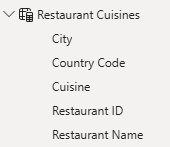 Restaurant Cuisines
City
Country Code
Cuisine
Restaurant ID
Restaurant Name